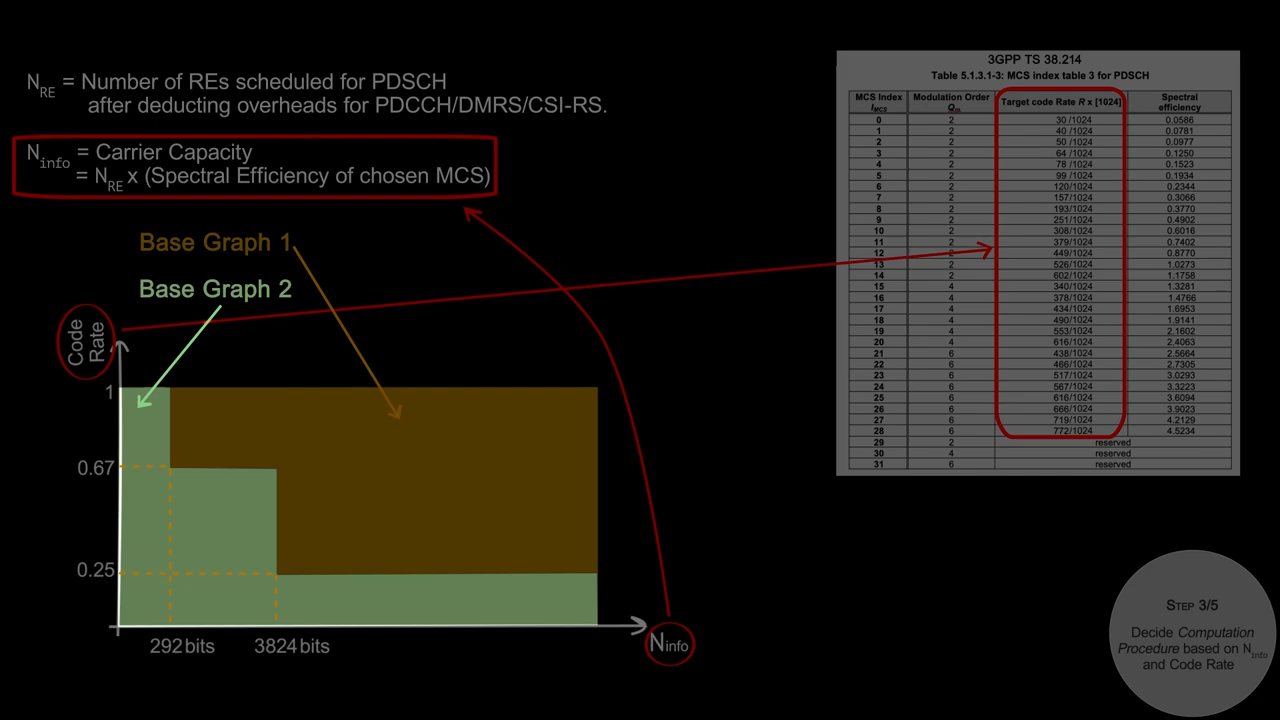 N_RE = Number of REs scheduled for PDSCH
after deducting overheads for PDCCH/DMRS/CSI-RS.
N_info = Carrier Capacity
= N_RE x (Spectral Efficiency of chosen MCS)
Base Graph 1
Base Graph 2
Code
Rate
1
0.67
0.25
292 bits 3824 bits
N_info
3GPP TS 38.214
Table 5.1.3.1-3: MCS index table 3 for PDSCH
MCS Index I_MCS Modulation Order Q_m Target code Rate R x [1024] Spectral efficiency
0 2 30 /1024 0.0586
1 2 40 /1024 0.0781
2 2 50 /1024 0.0977
3 2 64 /1024 0.1250
4 2 78 /1024 0.1523
5 2 99 /1024 0.1934
6 2 120/1024 0.2344
7 2 157/1024 0.3066
8 2 193/1024 0.3770
9 2 251/1024 0.4902
10 2 308/1024 0.6016
11 2 379/1024 0.7402
12 2 449/1024 0.8770
13 2 526/1024 1.0273
14 2 602/1024 1.1758
15 4 340/1024 1.3281
16 4 378/1024 1.4766
17 4 434/1024 1.6953
18 4 490/1024 1.9141
19 4 553/1024 2.1602
20 4 616/1024 2.4063
21 6 438/1024 2.5664
22 6 466/1024 2.7305
23 6 517/1024 3.0293
24 6 567/1024 3.3223
25 6 616/1024 3.6094
26 6 666/1024 3.9023
27 6 719/1024 4.2129
28 6 772/1024 4.5234
29 2 reserved
30 4 reserved
31 6 reserved
STEP 3/5
Decide Computation
Procedure based on N_info
and Code Rate